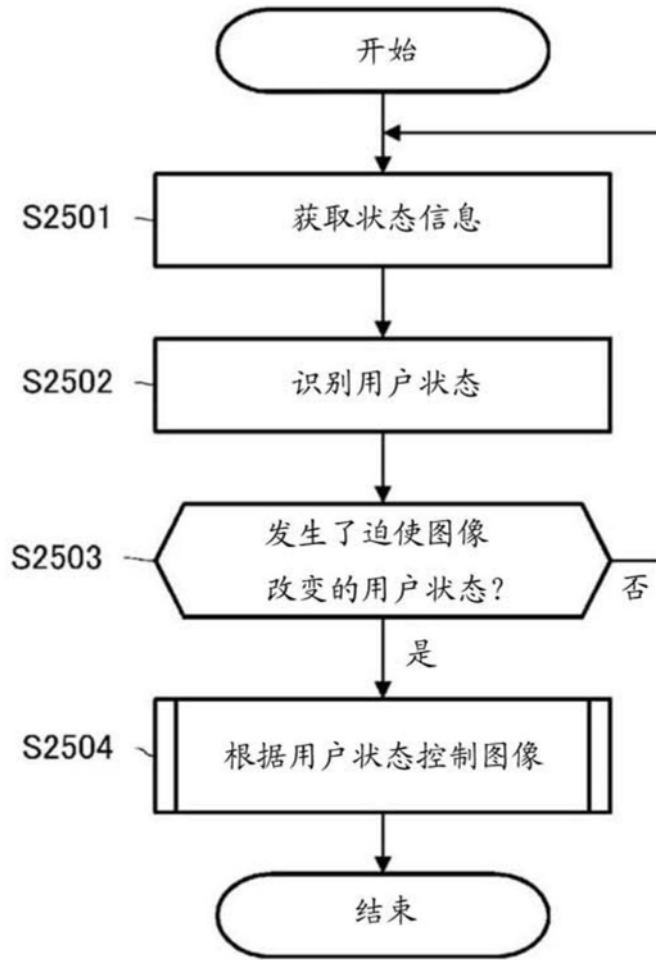 开始
S2501
获取状态信息
S2502
识别用户状态
S2503
发生了迫使图像
改变的用户状态?
否
是
S2504
根据用户状态控制图像
结束